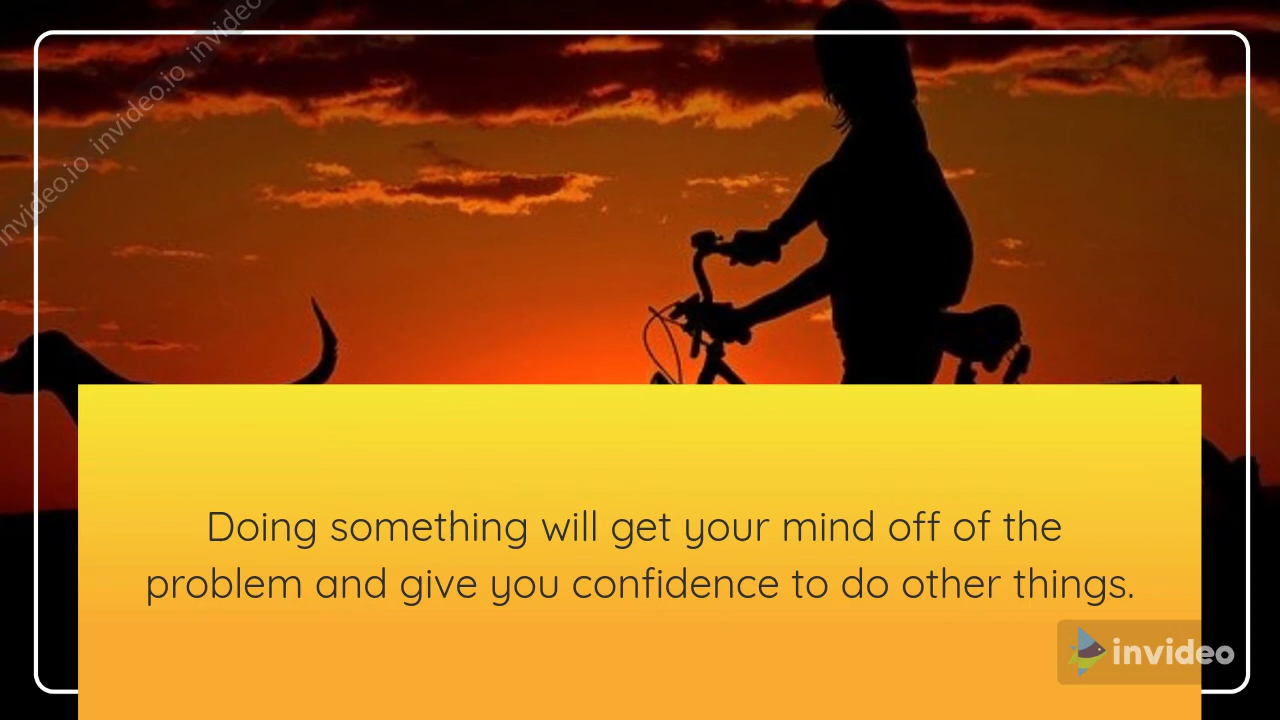 invideo.io invideo.io invideo
Doing something will get your mind off of the
problem and give you confidence to do other things.
invideo